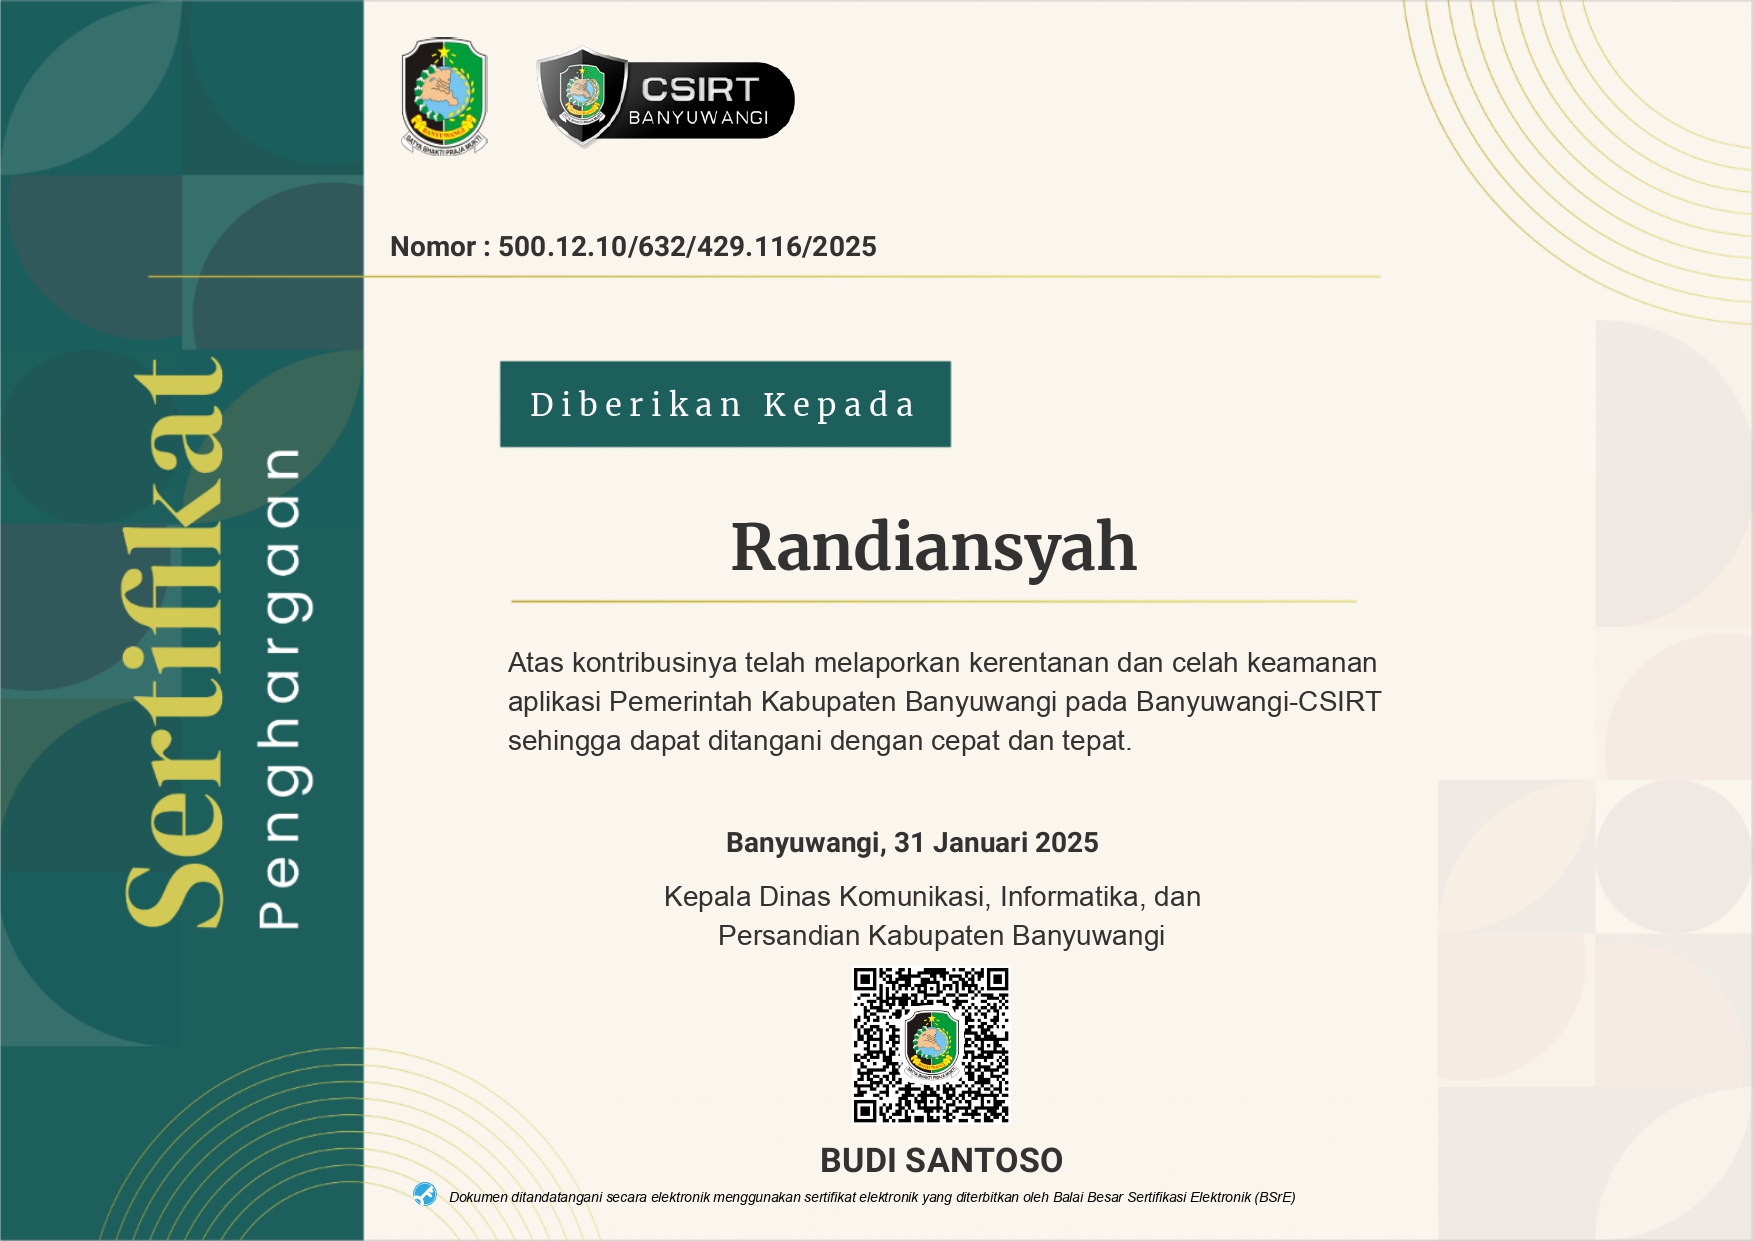 BANYUWANGI
SATYA BHAKTI PRAJA MUKTI
CSIRT
BANYUWANGI
Nomor : 500.12.10/632/429.116/2025
Sertifikat
Penghargaan
Diberikan Kepada
Randiansyah
Atas kontribusinya telah melaporkan kerentanan dan celah keamanan
aplikasi Pemerintah Kabupaten Banyuwangi pada Banyuwangi-CSIRT
sehingga dapat ditangani dengan cepat dan tepat.
Banyuwangi, 31 Januari 2025
Kepala Dinas Komunikasi, Informatika, dan
Persandian Kabupaten Banyuwangi
BUDI SANTOSO
Dokumen ditandatangani secara elektronik menggunakan sertifikat elektronik yang diterbitkan oleh Balai Besar Sertifikasi Elektronik (BSrE)